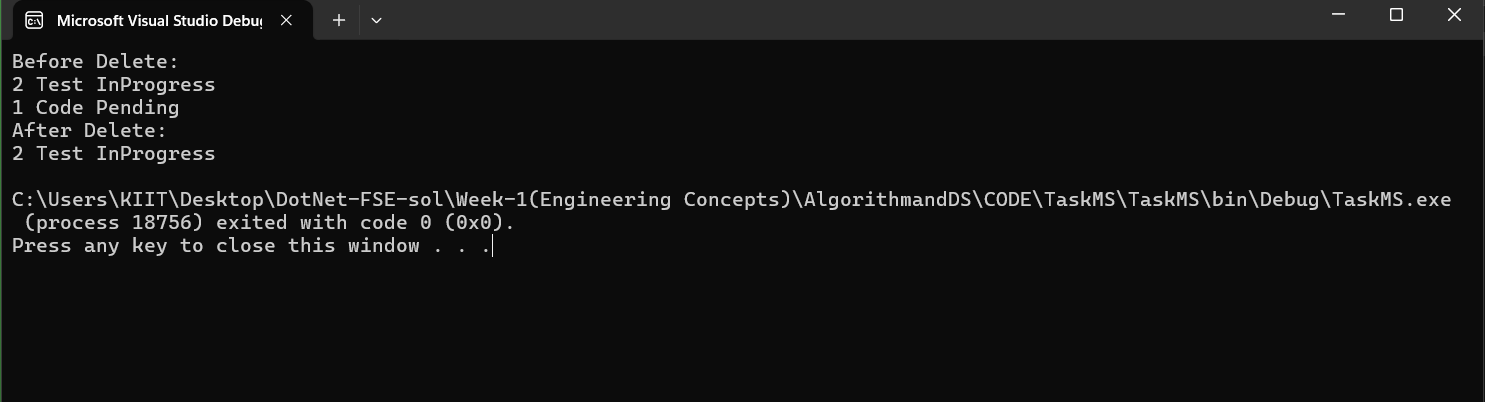 Microsoft Visual Studio Debu
Before Delete:
2 Test InProgress
1 Code Pending
After Delete:
2 Test InProgress
C:\Users\KIIT\Desktop\DotNet-FSE-sol\Week-1(Engineering Concepts)\AlgorithmandDS\CODE\TaskMS\TaskMS\bin\Debug\TaskMS.exe
(process 18756) exited with code 0 (0x0).
Press any key to close this window . . .